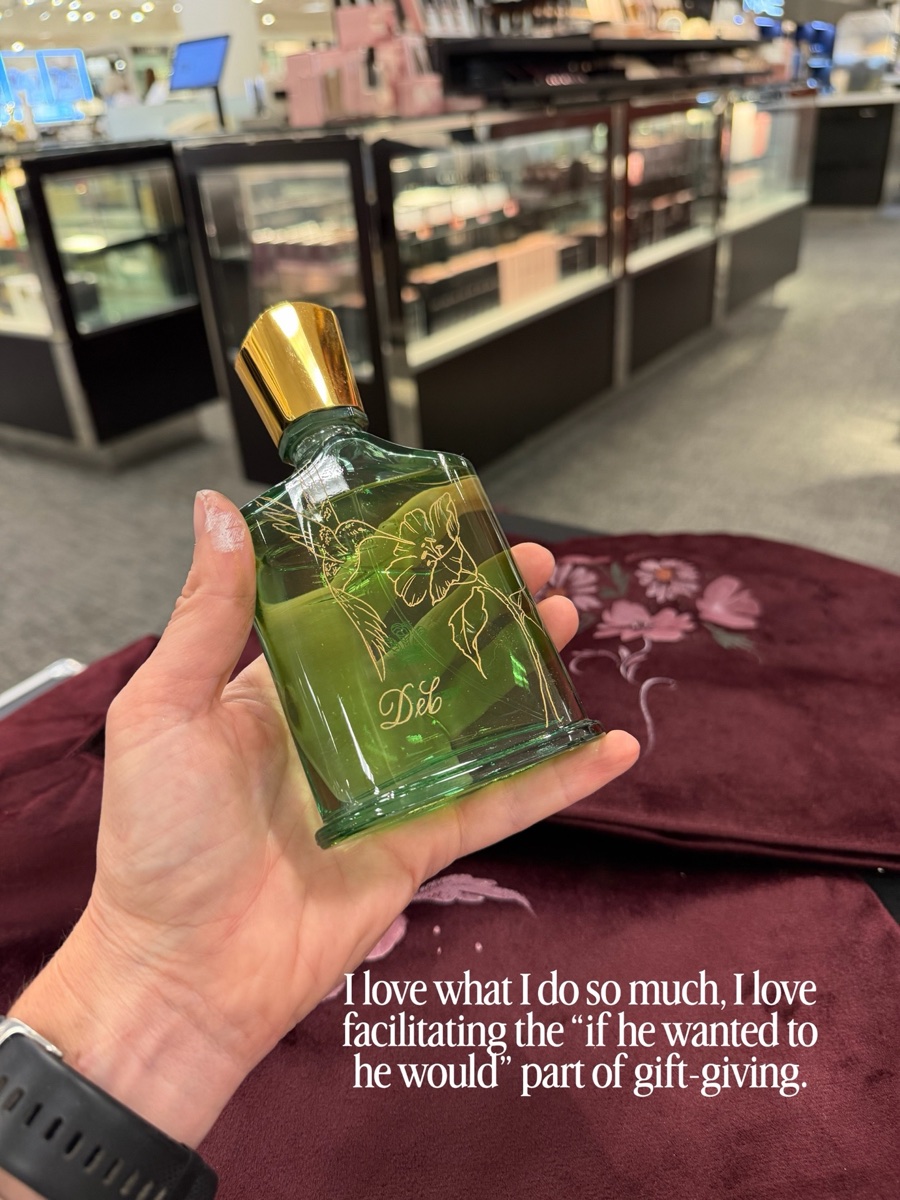 Deb
I love what I do so much, I love
facilitating the “if he wanted to
he would” part of gift-giving.